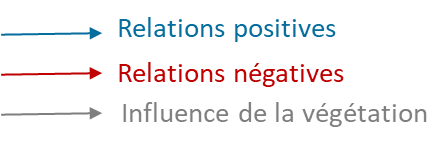 Relations positives
Relations négatives
Influence de la végétation